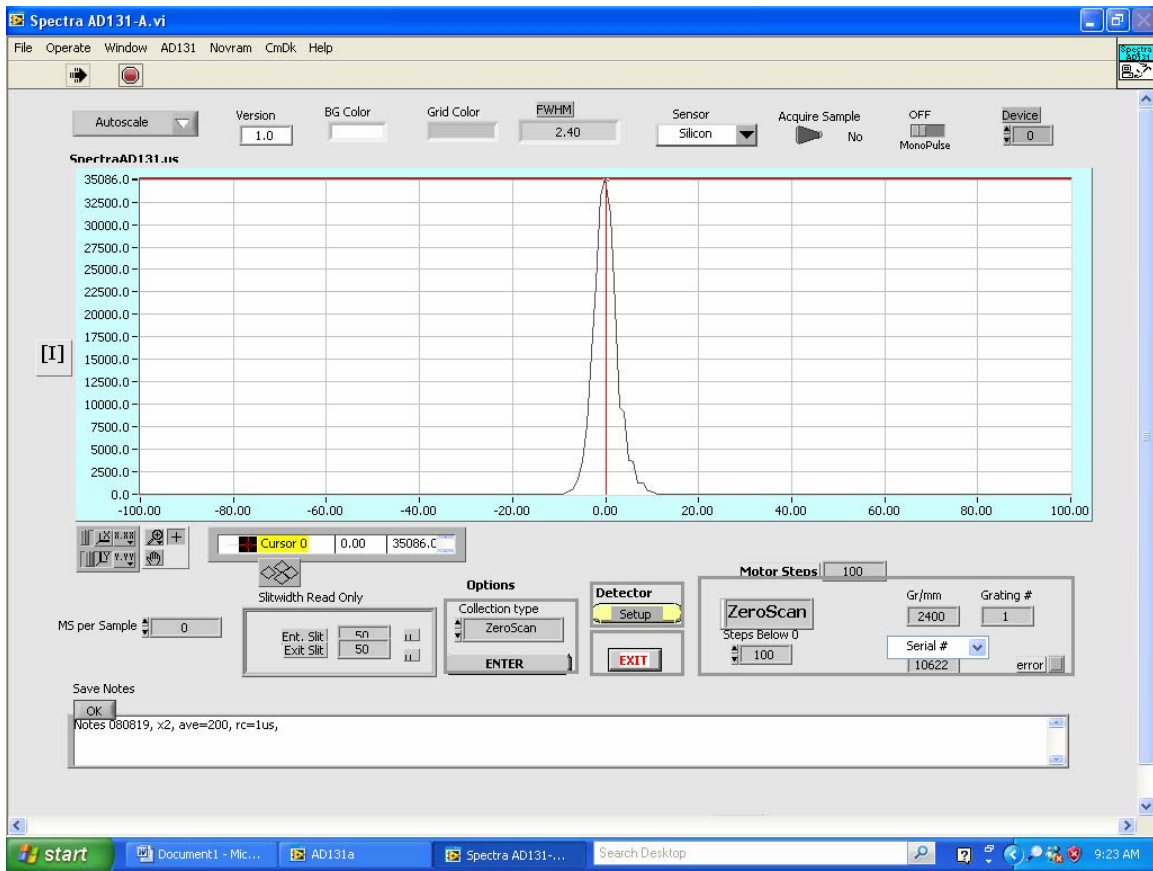 Spectra AD131-A.vi
File Operate Window AD131 Novram CmDk Help
Spectra
AD131
Autoscale
Version
1.0
BG Color
Grid Color
FWHM
2.40
Sensor
Silicon
Acquire Sample
No
OFF
MonoPulse
Device
0
SpectraAD131.us
[I]
35086.0
32500.0
30000.0
27500.0
25000.0
22500.0
20000.0
17500.0
15000.0
12500.0
10000.0
7500.0
5000.0
2500.0
0.0
-100.00 -80.00 -60.00 -40.00 -20.00 0.00 20.00 40.00 60.00 80.00 100.00
X X.XX
Y Y.YY
Cursor 0 0.00 35086.0
MS per Sample 0
Slitwidth Read Only
Ent. Slit 50 u
Exit Slit 50 u
Options
Collection type
ZeroScan
ENTER
Detector
Setup
EXIT
Motor Steps 100
ZeroScan
Steps Below 0
100
Gr/mm
2400
Grating #
1
Serial #
10622
error
Save Notes
OK
Notes 080819, x2, ave=200, rc=1us,
start Document1 - Mic... AD131a Spectra AD131-... Search Desktop 9:23 AM